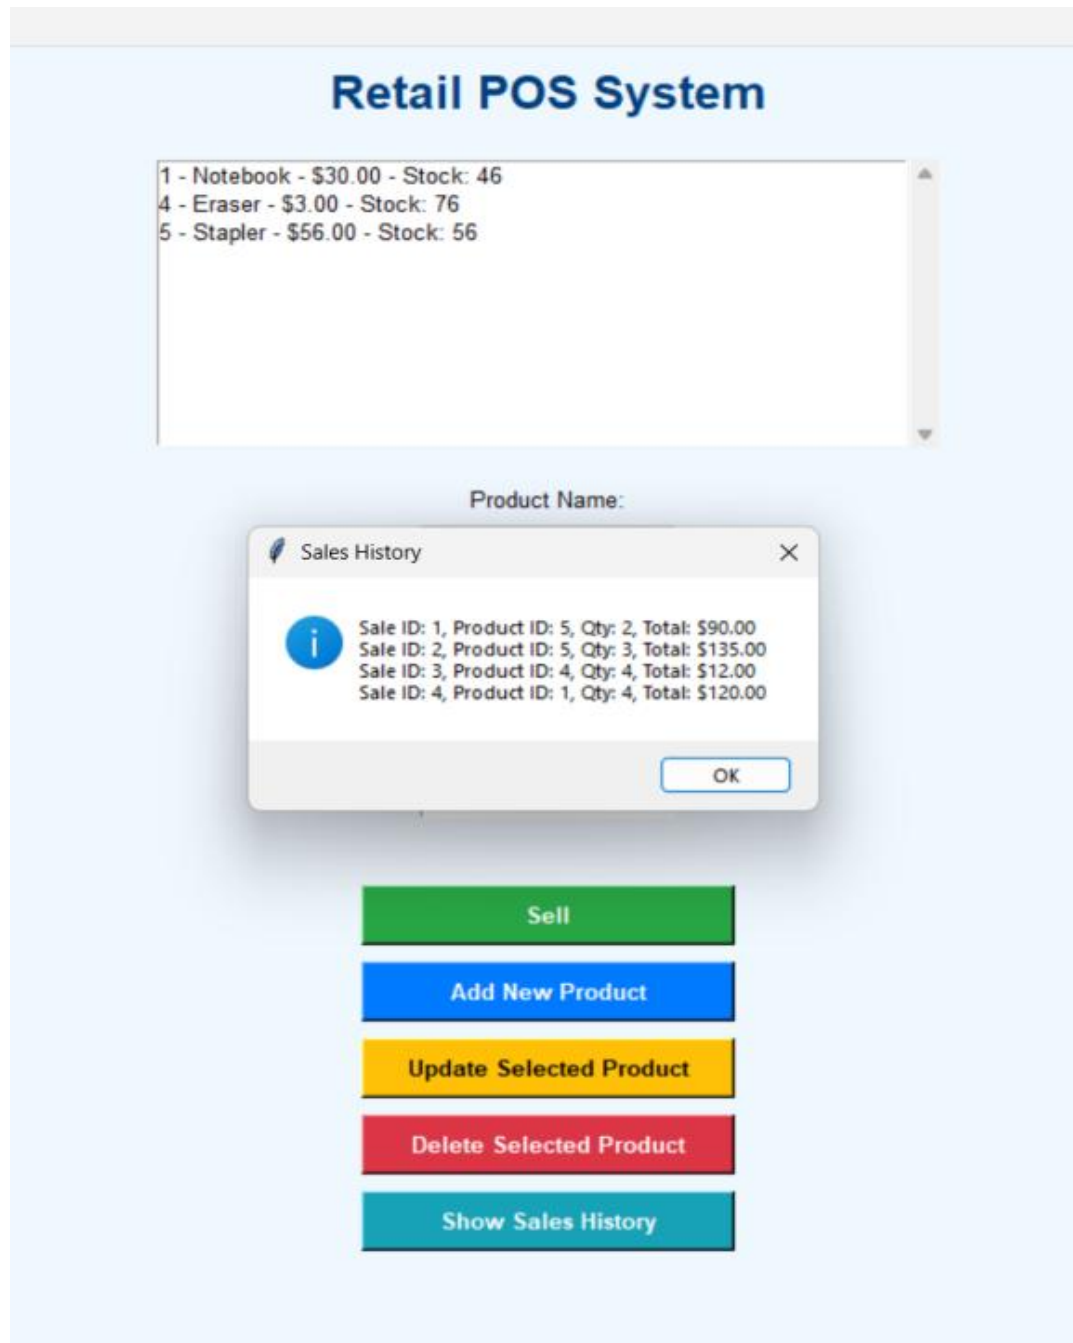 Retail POS System
1 - Notebook - $30.00 - Stock: 46
4 - Eraser - $3.00 - Stock: 76
5 - Stapler - $56.00 - Stock: 56
Product Name:
Sales History
Sale ID: 1, Product ID: 5, Qty: 2, Total: $90.00
Sale ID: 2, Product ID: 5, Qty: 3, Total: $135.00
Sale ID: 3, Product ID: 4, Qty: 4, Total: $12.00
Sale ID: 4, Product ID: 1, Qty: 4, Total: $120.00
OK
Sell
Add New Product
Update Selected Product
Delete Selected Product
Show Sales History